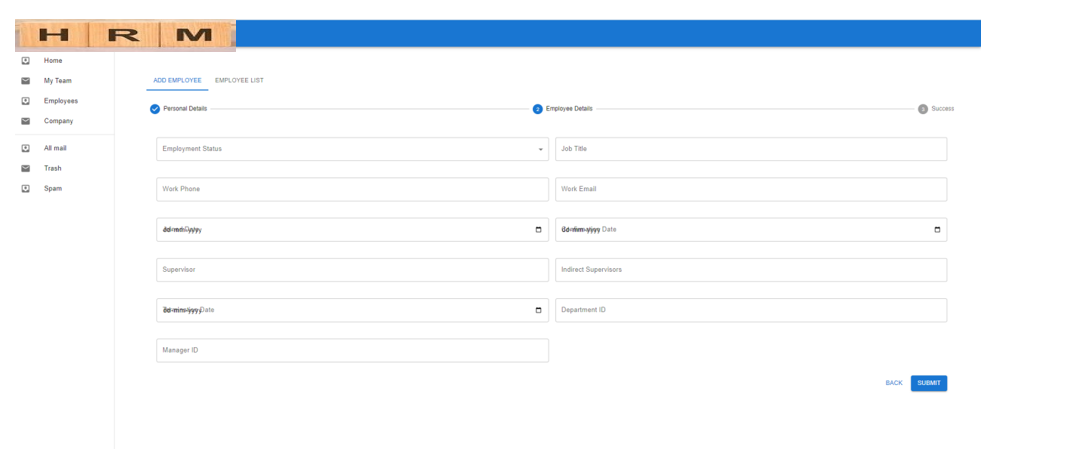 H R M
Home
My Team
Employees
Company
All mail
Trash
Spam
ADD EMPLOYEE EMPLOYEE LIST
Personal Details 2 Employee Details 3 Success
Employment Status Job Title
Work Phone Work Email
dd-mm-yyyy dd-mm-yyyy Date
Supervisor Indirect Supervisors
dd-mm-yyyy Date Department ID
Manager ID
BACK SUBMIT